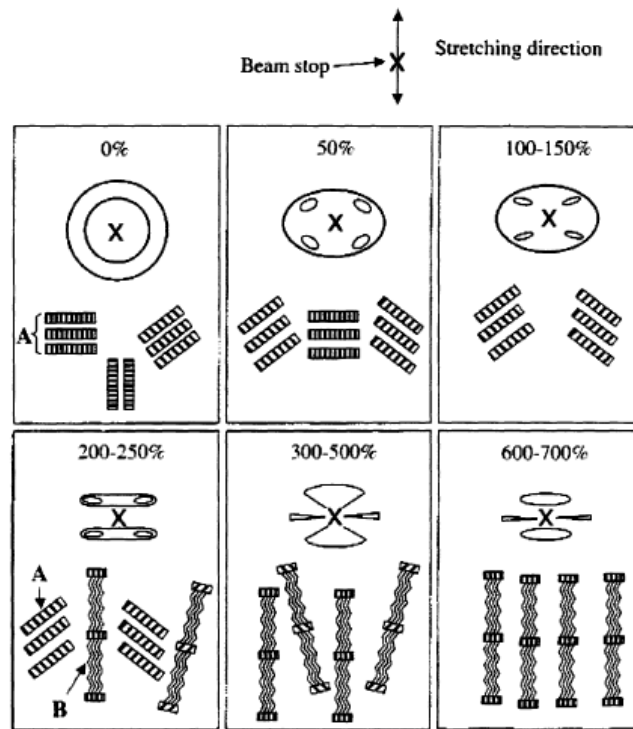 Stretching direction
Beam stop
X
0%
50%
100-150%
X
X
X
A
200-250%
300-500%
600-700%
X
X
X
A
B